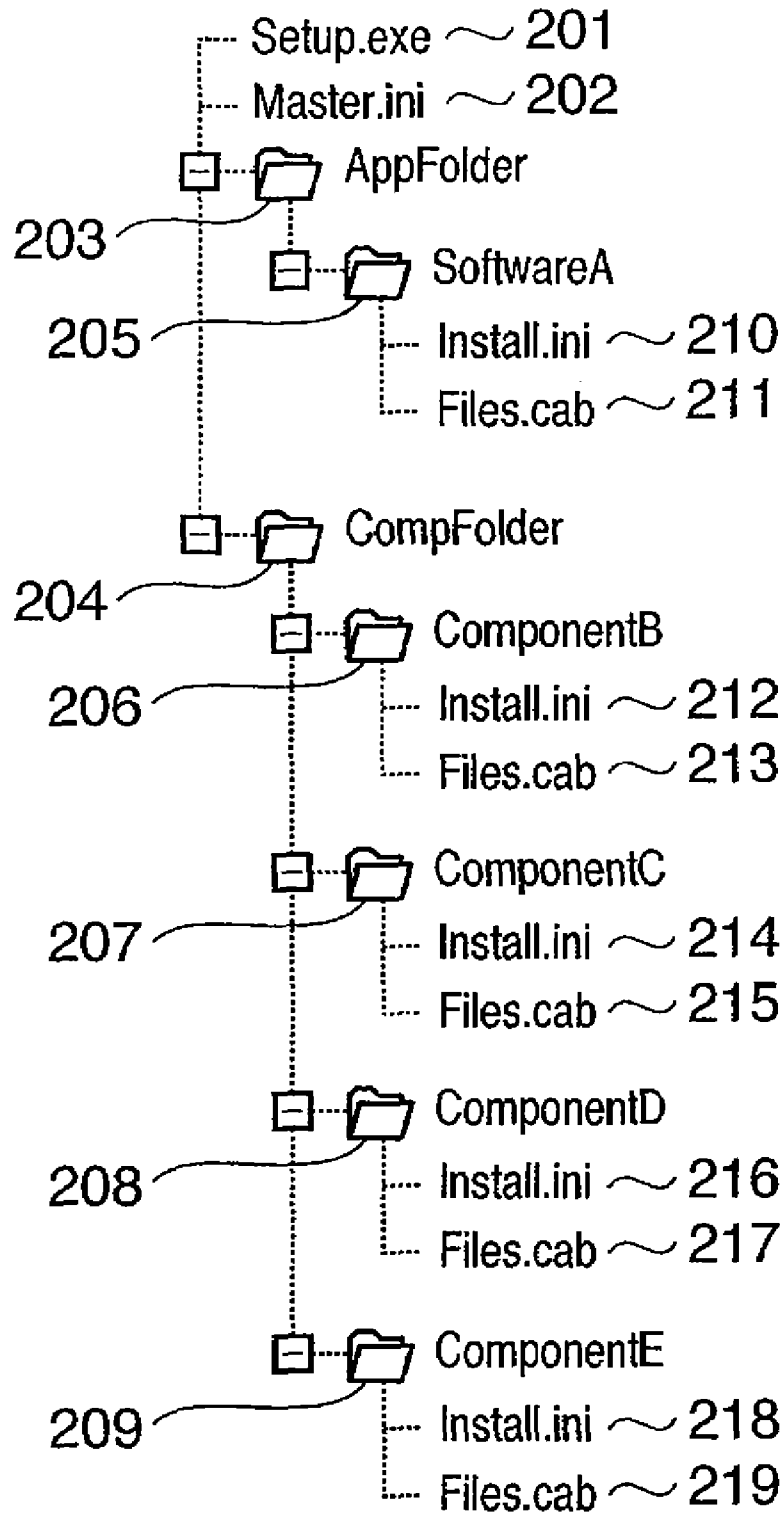 Setup.exe 201
Master.ini 202
AppFolder
203
SoftwareA
205
Install.ini 210
Files.cab 211
CompFolder
204
ComponentB
206
Install.ini 212
Files.cab 213
ComponentC
207
Install.ini 214
Files.cab 215
ComponentD
208
Install.ini 216
Files.cab 217
ComponentE
209
Install.ini 218
Files.cab 219